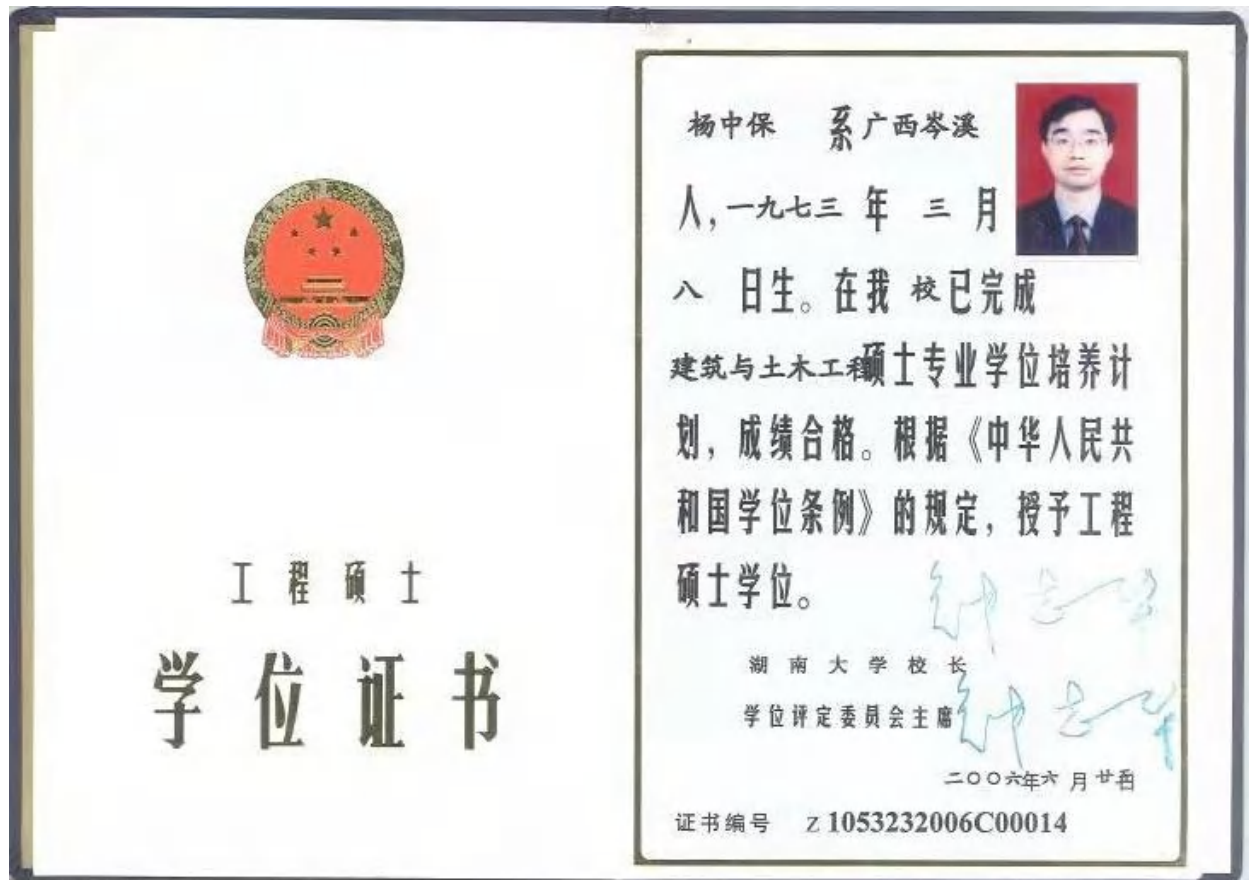 工程硕士
学位证书
杨中保 系广西岑溪
人，一九七三 年 三 月
八 日生。在我 校已完成
建筑与土木工程硕士专业学位培养计
划，成绩合格。根据《中华人民共
和国学位条例》的规定，授予工程
硕士学位。
湖南大学校长
学位评定委员会主席
二〇〇六年六月廿五日
证书编号 Z 1053232006C00014